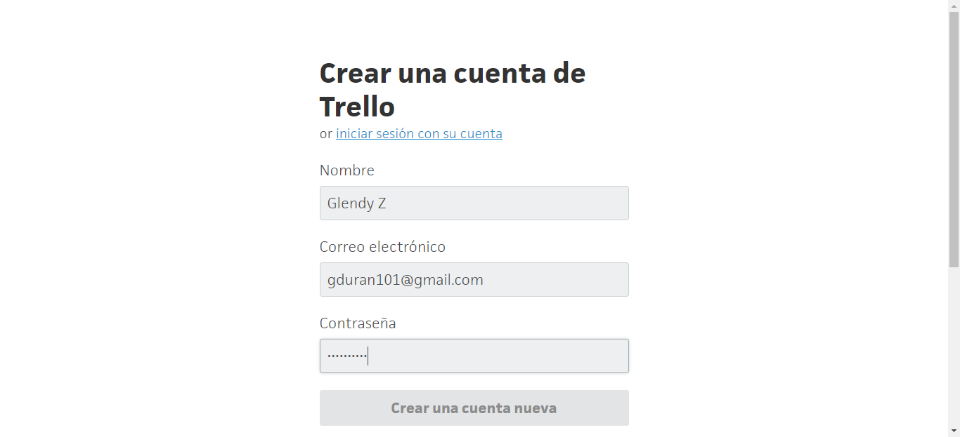 Crear una cuenta de
Trello
or iniciar sesión con su cuenta
Nombre
Glendy Z
Correo electrónico
gduran101@gmail.com
Contraseña
··········
Crear una cuenta nueva